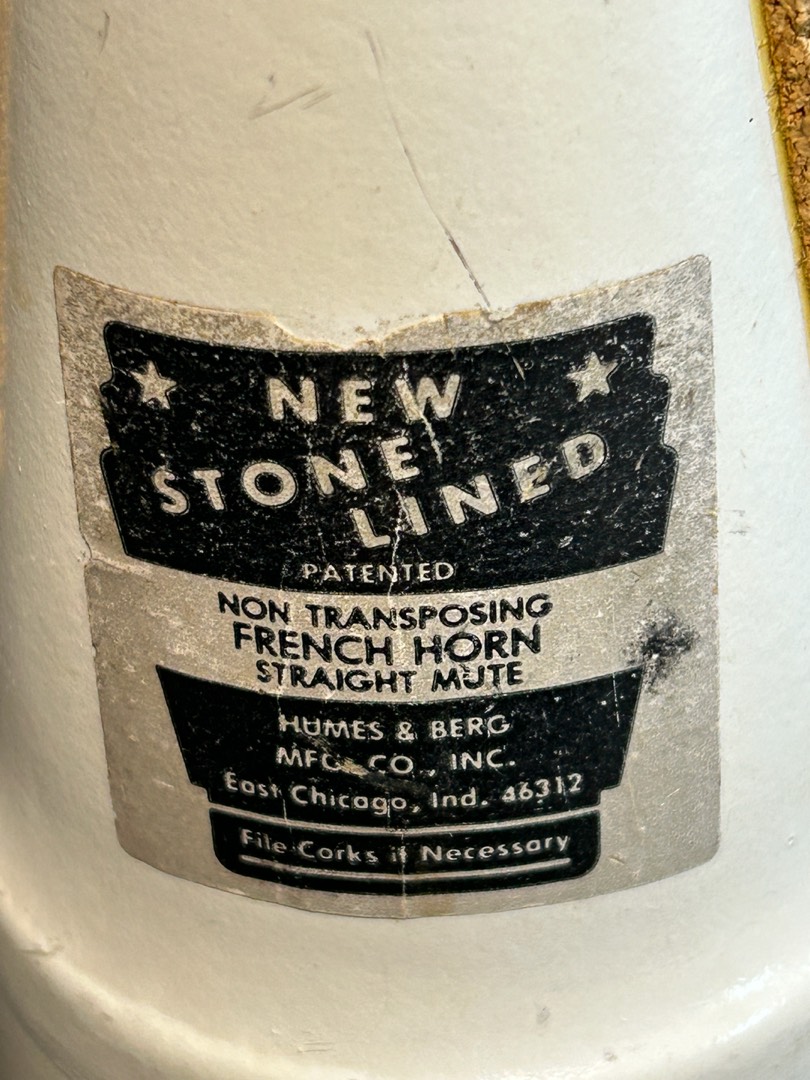 NEW
STONE
LINED
PATENTED
NON TRANSPOSING
FRENCH HORN
STRAIGHT MUTE
HUMES & BERG
MFG. CO., INC.
East Chicago, Ind. 46312
File Corks if Necessary